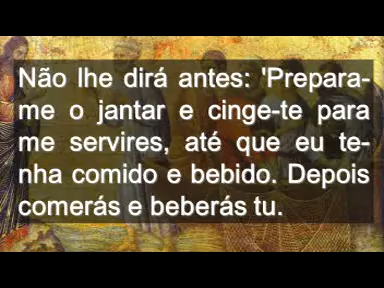 Não lhe dirá antes: 'Prepara-
me o jantar e cinge-te para
me servires, até que eu te-
nha comido e bebido. Depois
comerás e beberás tu.